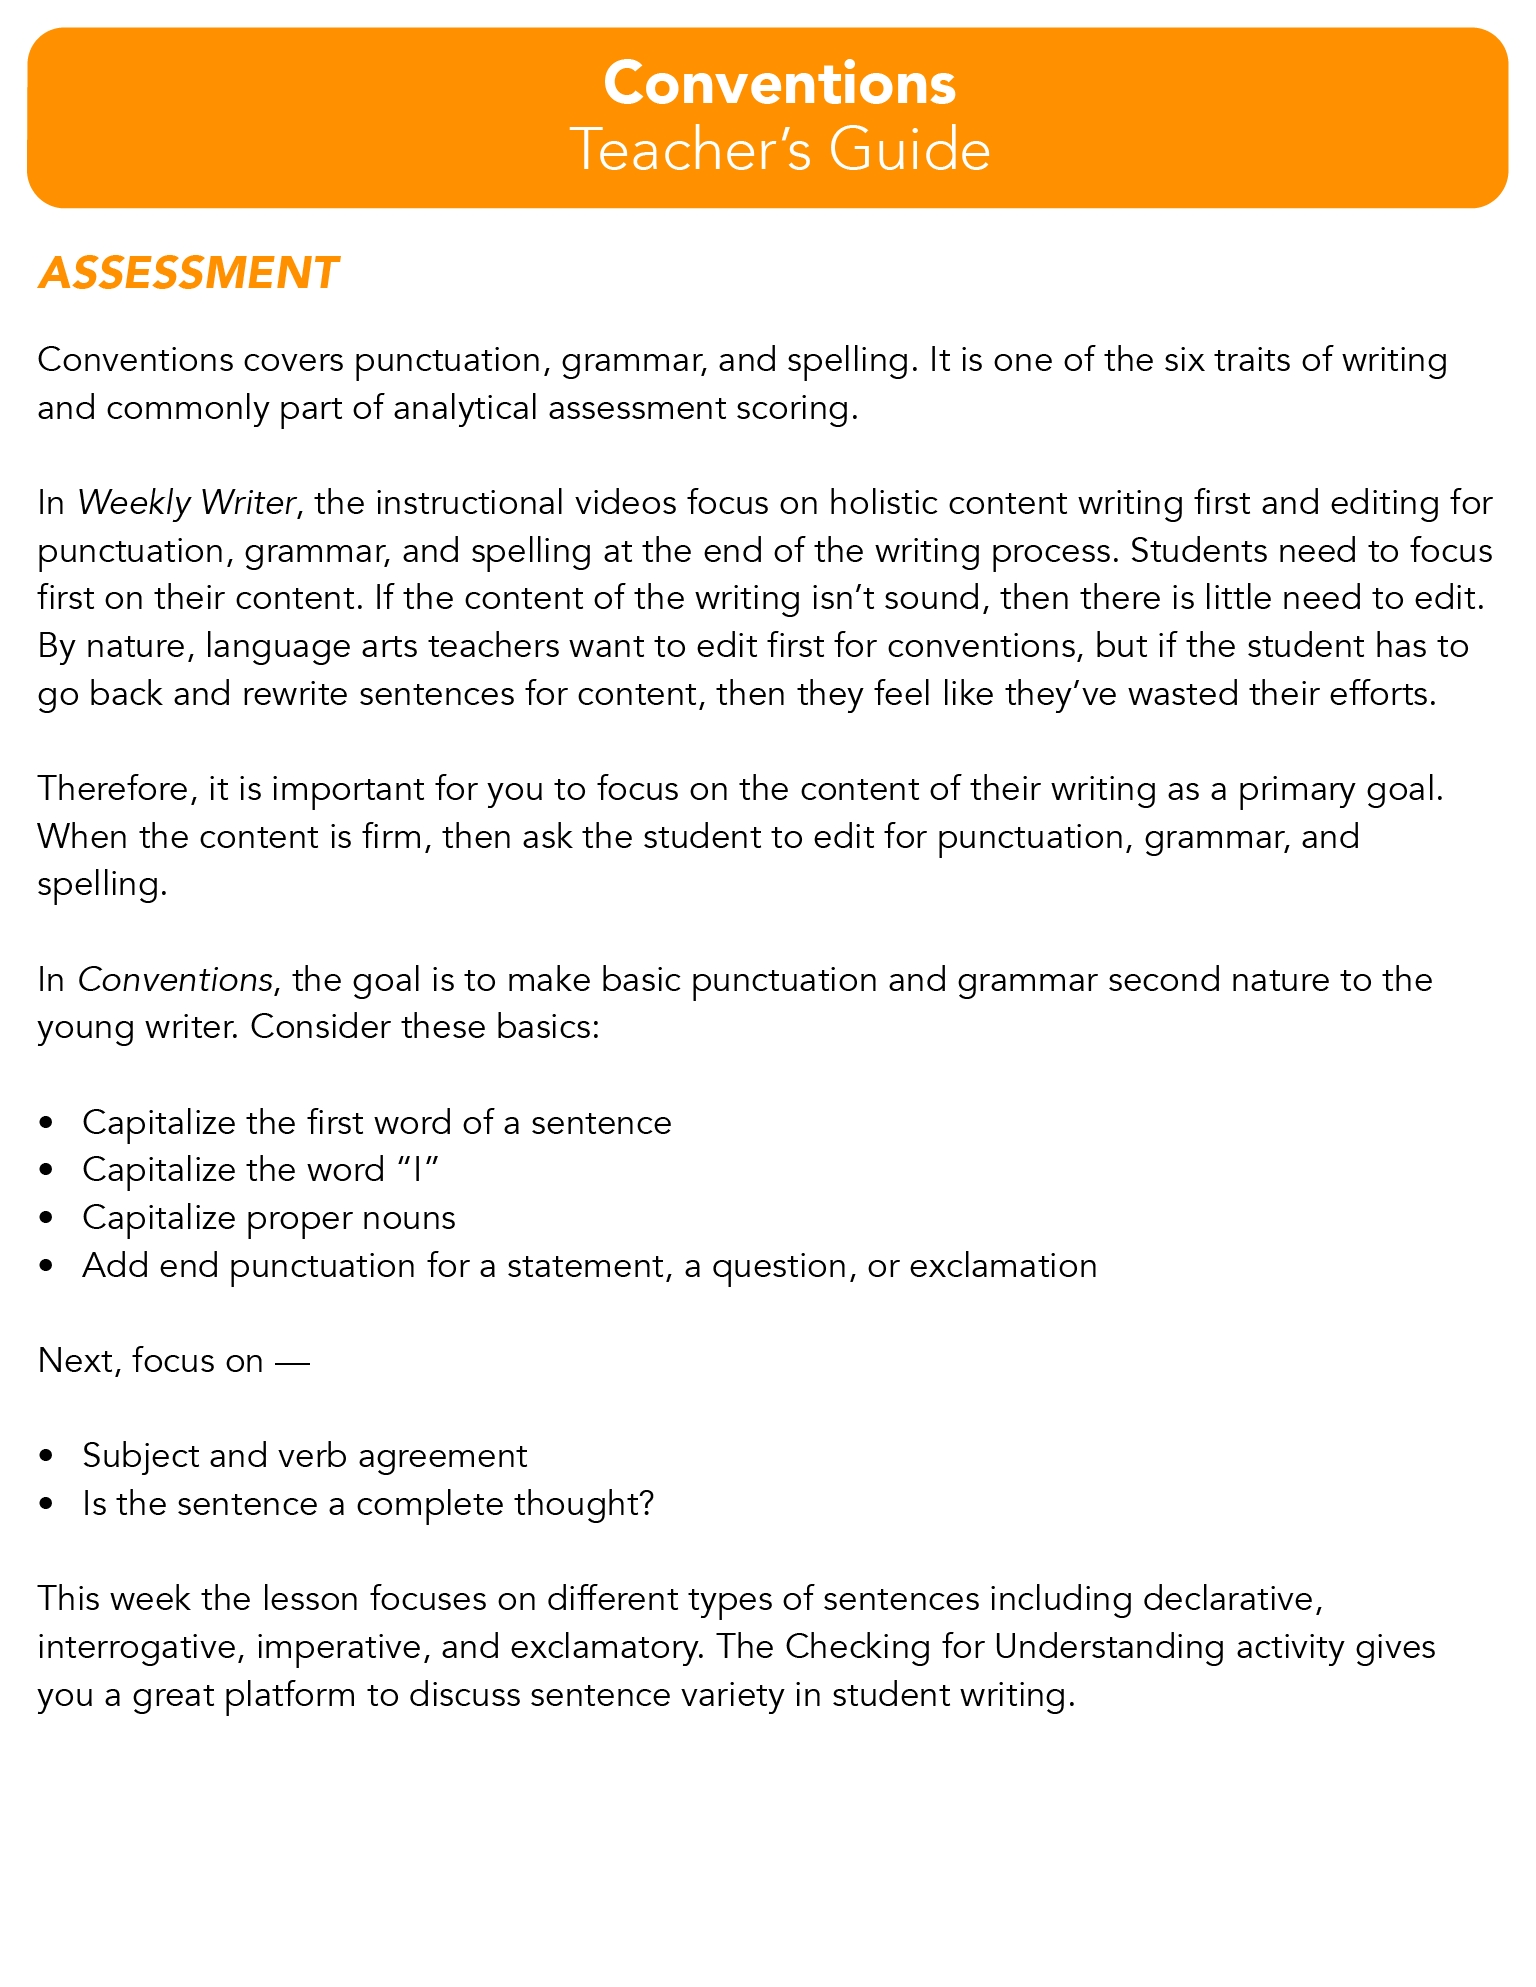 Conventions
Teacher’s Guide
ASSESSMENT
Conventions covers punctuation, grammar, and spelling. It is one of the six traits of writing
and commonly part of analytical assessment scoring.
In Weekly Writer, the instructional videos focus on holistic content writing first and editing for
punctuation, grammar, and spelling at the end of the writing process. Students need to focus
first on their content. If the content of the writing isn’t sound, then there is little need to edit.
By nature, language arts teachers want to edit first for conventions, but if the student has to
go back and rewrite sentences for content, then they feel like they’ve wasted their efforts.
Therefore, it is important for you to focus on the content of their writing as a primary goal.
When the content is firm, then ask the student to edit for punctuation, grammar, and
spelling.
In Conventions, the goal is to make basic punctuation and grammar second nature to the
young writer. Consider these basics:
• Capitalize the first word of a sentence
• Capitalize the word “I”
• Capitalize proper nouns
• Add end punctuation for a statement, a question, or exclamation
Next, focus on —
• Subject and verb agreement
• Is the sentence a complete thought?
This week the lesson focuses on different types of sentences including declarative,
interrogative, imperative, and exclamatory. The Checking for Understanding activity gives
you a great platform to discuss sentence variety in student writing.